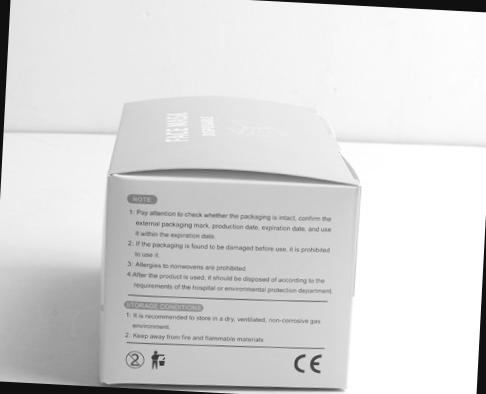 FACE MASK
DISPOSABLE
NOTE
1: Pay attention to check whether the packaging is intact, confirm the
external packaging mark, production date, expiration date, and use
it within the expiration date.
2: If the packaging is found to be damaged before use, it is prohibited
to use it.
3: Allergies to nonwovens are prohibited.
4.After the product is used, it should be disposed of according to the
requirements of the hospital or environmental protection department.
STORAGE CONDITIONS
1: It is recommended to store in a dry, ventilated, non-corrosive gas
environment.
2: Keep away from fire and flammable materials
2
CE